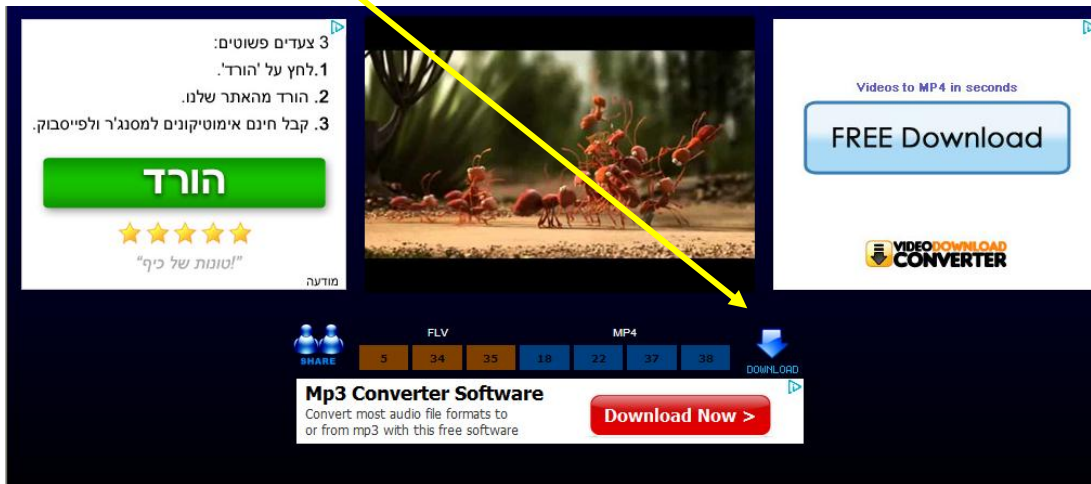 3 צעדים פשוטים:
1.לחץ על 'הורד'.
2. הורד מהאתר שלנו.
3. קבל חינם אימוטיקונים למסנג'ר ולפייסבוק.
הורד
"טונות של כיף!"
מודעה
Videos to MP4 in seconds
FREE Download
VIDEO DOWNLOAD
CONVERTER
FLV
MP4
SHARE
5
34
35
18
22
37
38
DOWNLOAD
Mp3 Converter Software
Convert most audio file formats to
or from mp3 with this free software
Download Now >